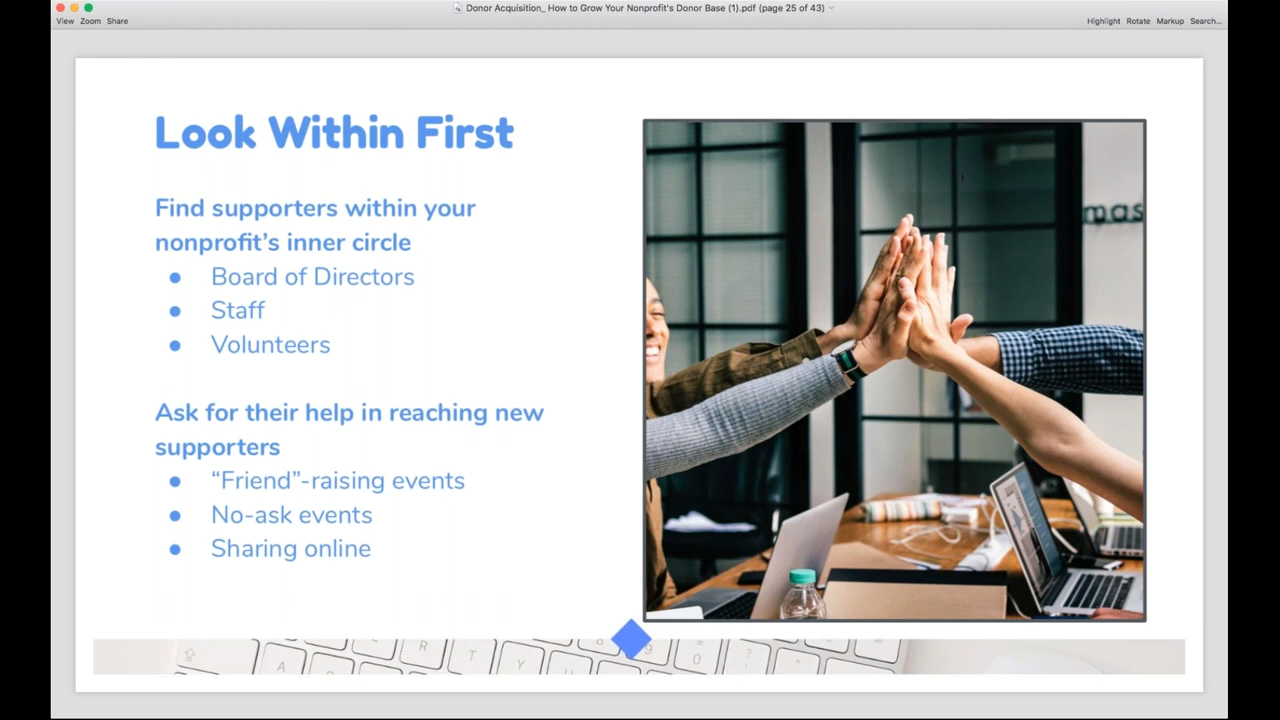 Donor Acquisition_ How to Grow Your Nonprofit's Donor Base (1).pdf (page 25 of 43)
View Zoom Share
Highlight Rotate Markup Search...
Look Within First
Find supporters within your
nonprofit’s inner circle
● Board of Directors
● Staff
● Volunteers
Ask for their help in reaching new
supporters
● “Friend”-raising events
● No-ask events
● Sharing online
mas
R
9
A
T
Y
U
0
?